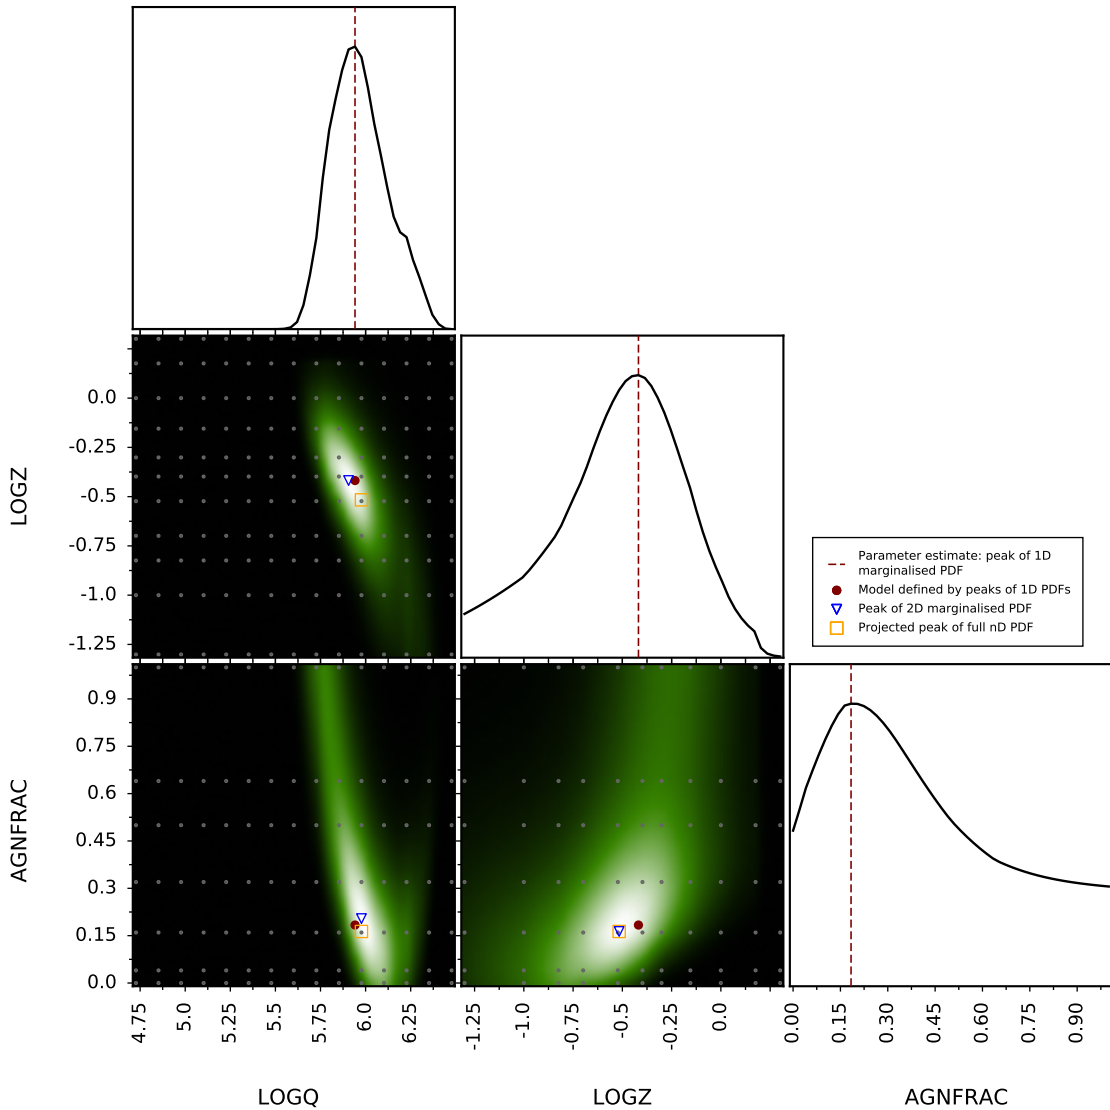 0.0
-0.25
-0.5
-0.75
-1.0
-1.25
LOGZ
Parameter estimate: peak of 1D
marginalised PDF
Model defined by peaks of 1D PDFs
Peak of 2D marginalised PDF
Projected peak of full nD PDF
0.9
0.75
0.6
0.45
0.3
0.15
0.0
AGNFRAC
4.75 5.0 5.25 5.5 5.75 6.0 6.25
-1.25 -1.0 -0.75 -0.5 -0.25 0.0
0.00 0.15 0.30 0.45 0.60 0.75 0.90
LOGQ LOGZ AGNFRAC